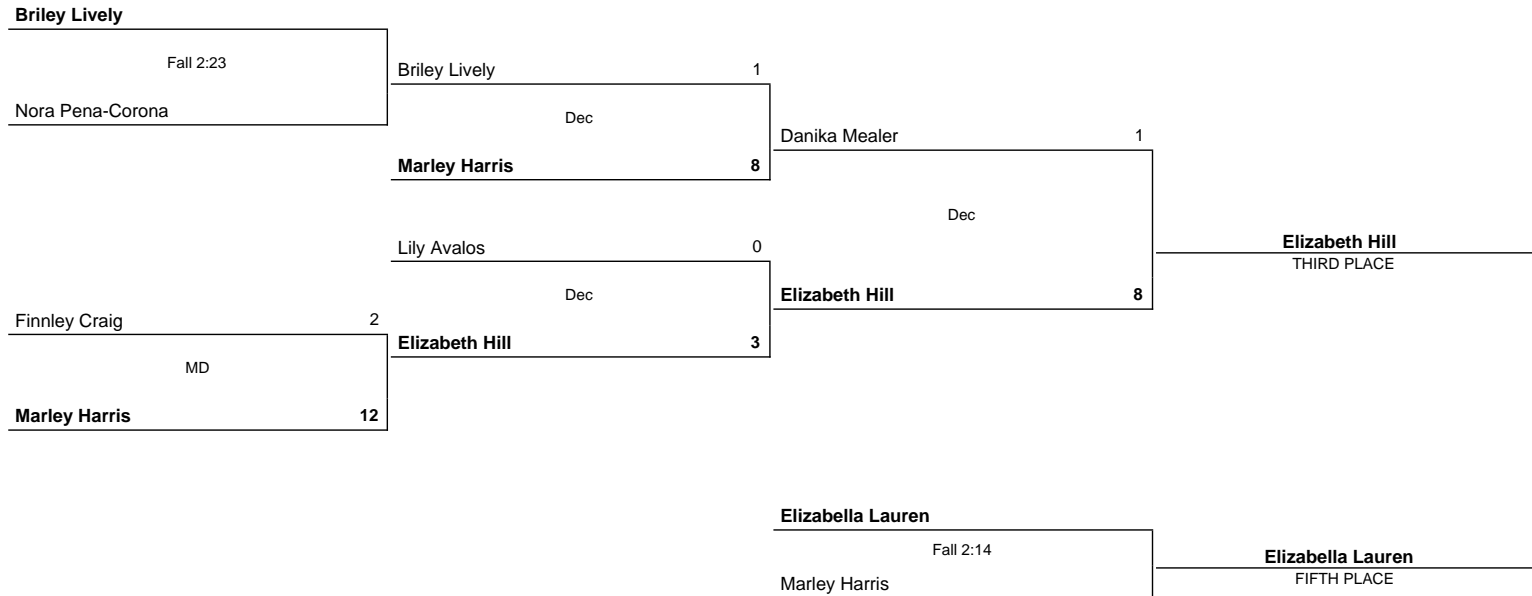 Briley Lively
Fall 2:23
Nora Pena-Corona
Briley Lively 1
Dec
Marley Harris 8
Danika Mealer 1
Dec
Elizabeth Hill 8
Elizabeth Hill
THIRD PLACE
Lily Avalos 0
Dec
Elizabeth Hill 3
Finnley Craig 2
MD
Marley Harris 12
Elizabella Lauren
Fall 2:14
Marley Harris
Elizabella Lauren
FIFTH PLACE